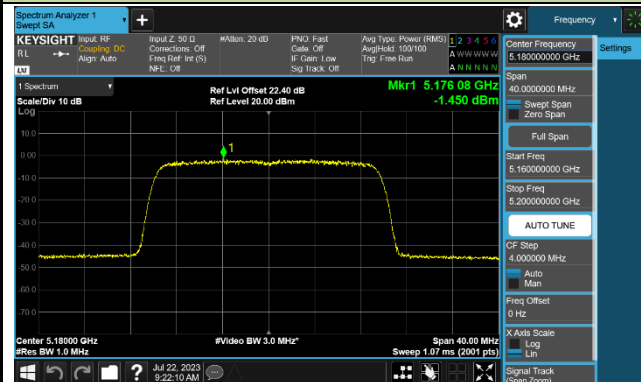 Spectrum Analyzer 1
Swept SA
+
Frequency
KEYSIGHT
RL
LXI
Input: RF
Coupling: DC
Align: Auto
Input Z: 50 Ω
Corrections: Off
Freq Ref: Int (S)
NFE: Off
#Atten: 20 dB
PNO: Fast
Gate: Off
IF Gain: Low
Sig Track: Off
Avg Type: Power (RMS)
Avg|Hold: 100/100
Trig: Free Run
1 2 3 4 5 6
A W W W W W
A N N N N N
Center Frequency
5.180000000 GHz
Settings
1 Spectrum
Scale/Div 10 dB
Log
Ref Lvl Offset 22.40 dB
Ref Level 20.00 dBm
Mkr1 5.176 08 GHz
-1.450 dBm
Span
40.0000000 MHz
Swept Span
Zero Span
Full Span
Start Freq
5.160000000 GHz
Stop Freq
5.200000000 GHz
AUTO TUNE
CF Step
4.000000 MHz
Auto
Man
Freq Offset
0 Hz
X Axis Scale
Log
Lin
Signal Track
(Span Zoom)
10.0
0.00
-10.0
-20.0
-30.0
-40.0
-50.0
-60.0
-70.0
1
Center 5.18000 GHz
#Res BW 1.0 MHz
#Video BW 3.0 MHz*
Span 40.00 MHz
Sweep 1.07 ms (2001 pts)
?
Jul 22, 2023
9:22:10 AM